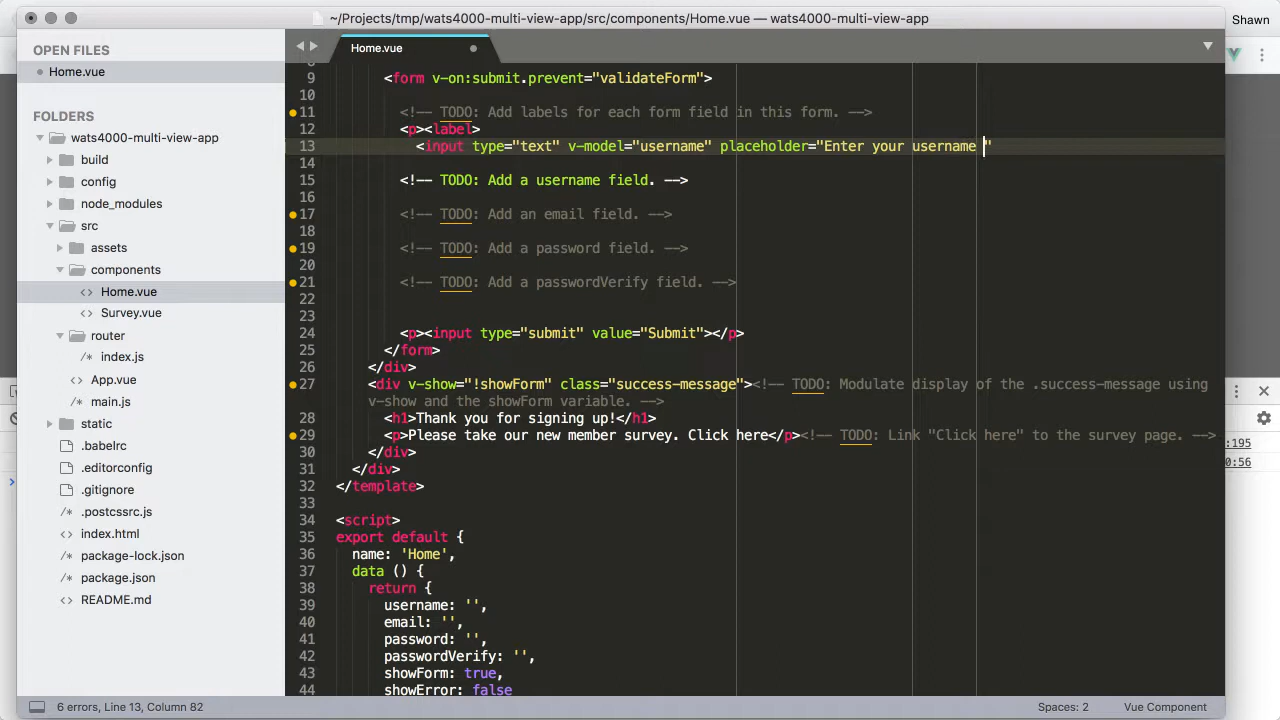 ~/Projects/tmp/wats4000-multi-view-app/src/components/Home.vue — wats4000-multi-view-app
Shawn
OPEN FILES
Home.vue
FOLDERS
wats4000-multi-view-app
build
config
node_modules
src
assets
components
<> Home.vue
<> Survey.vue
router
/* index.js
<> App.vue
/* main.js
static
.babelrc
.editorconfig
.gitignore
/* .postcssrc.js
<> index.html
/* package-lock.json
/* package.json
<> README.md
Home.vue
8
9 <form v-on:submit.prevent="validateForm">
10
11 <!-- TODO: Add labels for each form field in this form. -->
12 <p><label>
13 <input type="text" v-model="username" placeholder="Enter your username "
14
15 <!-- TODO: Add a username field. -->
16
17 <!-- TODO: Add an email field. -->
18
19 <!-- TODO: Add a password field. -->
20
21 <!-- TODO: Add a passwordVerify field. -->
22
23
24 <p><input type="submit" value="Submit"></p>
25 </form>
26 </div>
27 <div v-show="!showForm" class="success-message"><!-- TODO: Modulate display of the .success-message using
v-show and the showForm variable. -->
28 <h1>Thank you for signing up!</h1>
29 <p>Please take our new member survey. Click here</p><!-- TODO: Link "Click here" to the survey page. -->
30 </div>
31 </div>
32 </template>
33
34 <script>
35 export default {
36 name: 'Home',
37 data () {
38 return {
39 username: '',
40 email: '',
41 password: '',
42 passwordVerify: '',
43 showForm: true,
44 showError: false
:195
0:56
6 errors, Line 13, Column 82
Spaces: 2
Vue Component